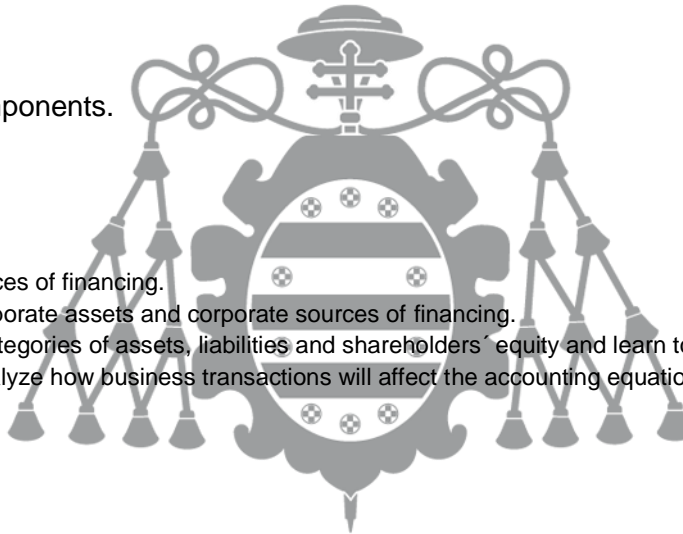 ponents.
ces of financing.
porate assets and corporate sources of financing.
tegories of assets, liabilities and shareholders´ equity and learn to
lyze how business transactions will affect the accounting equatio